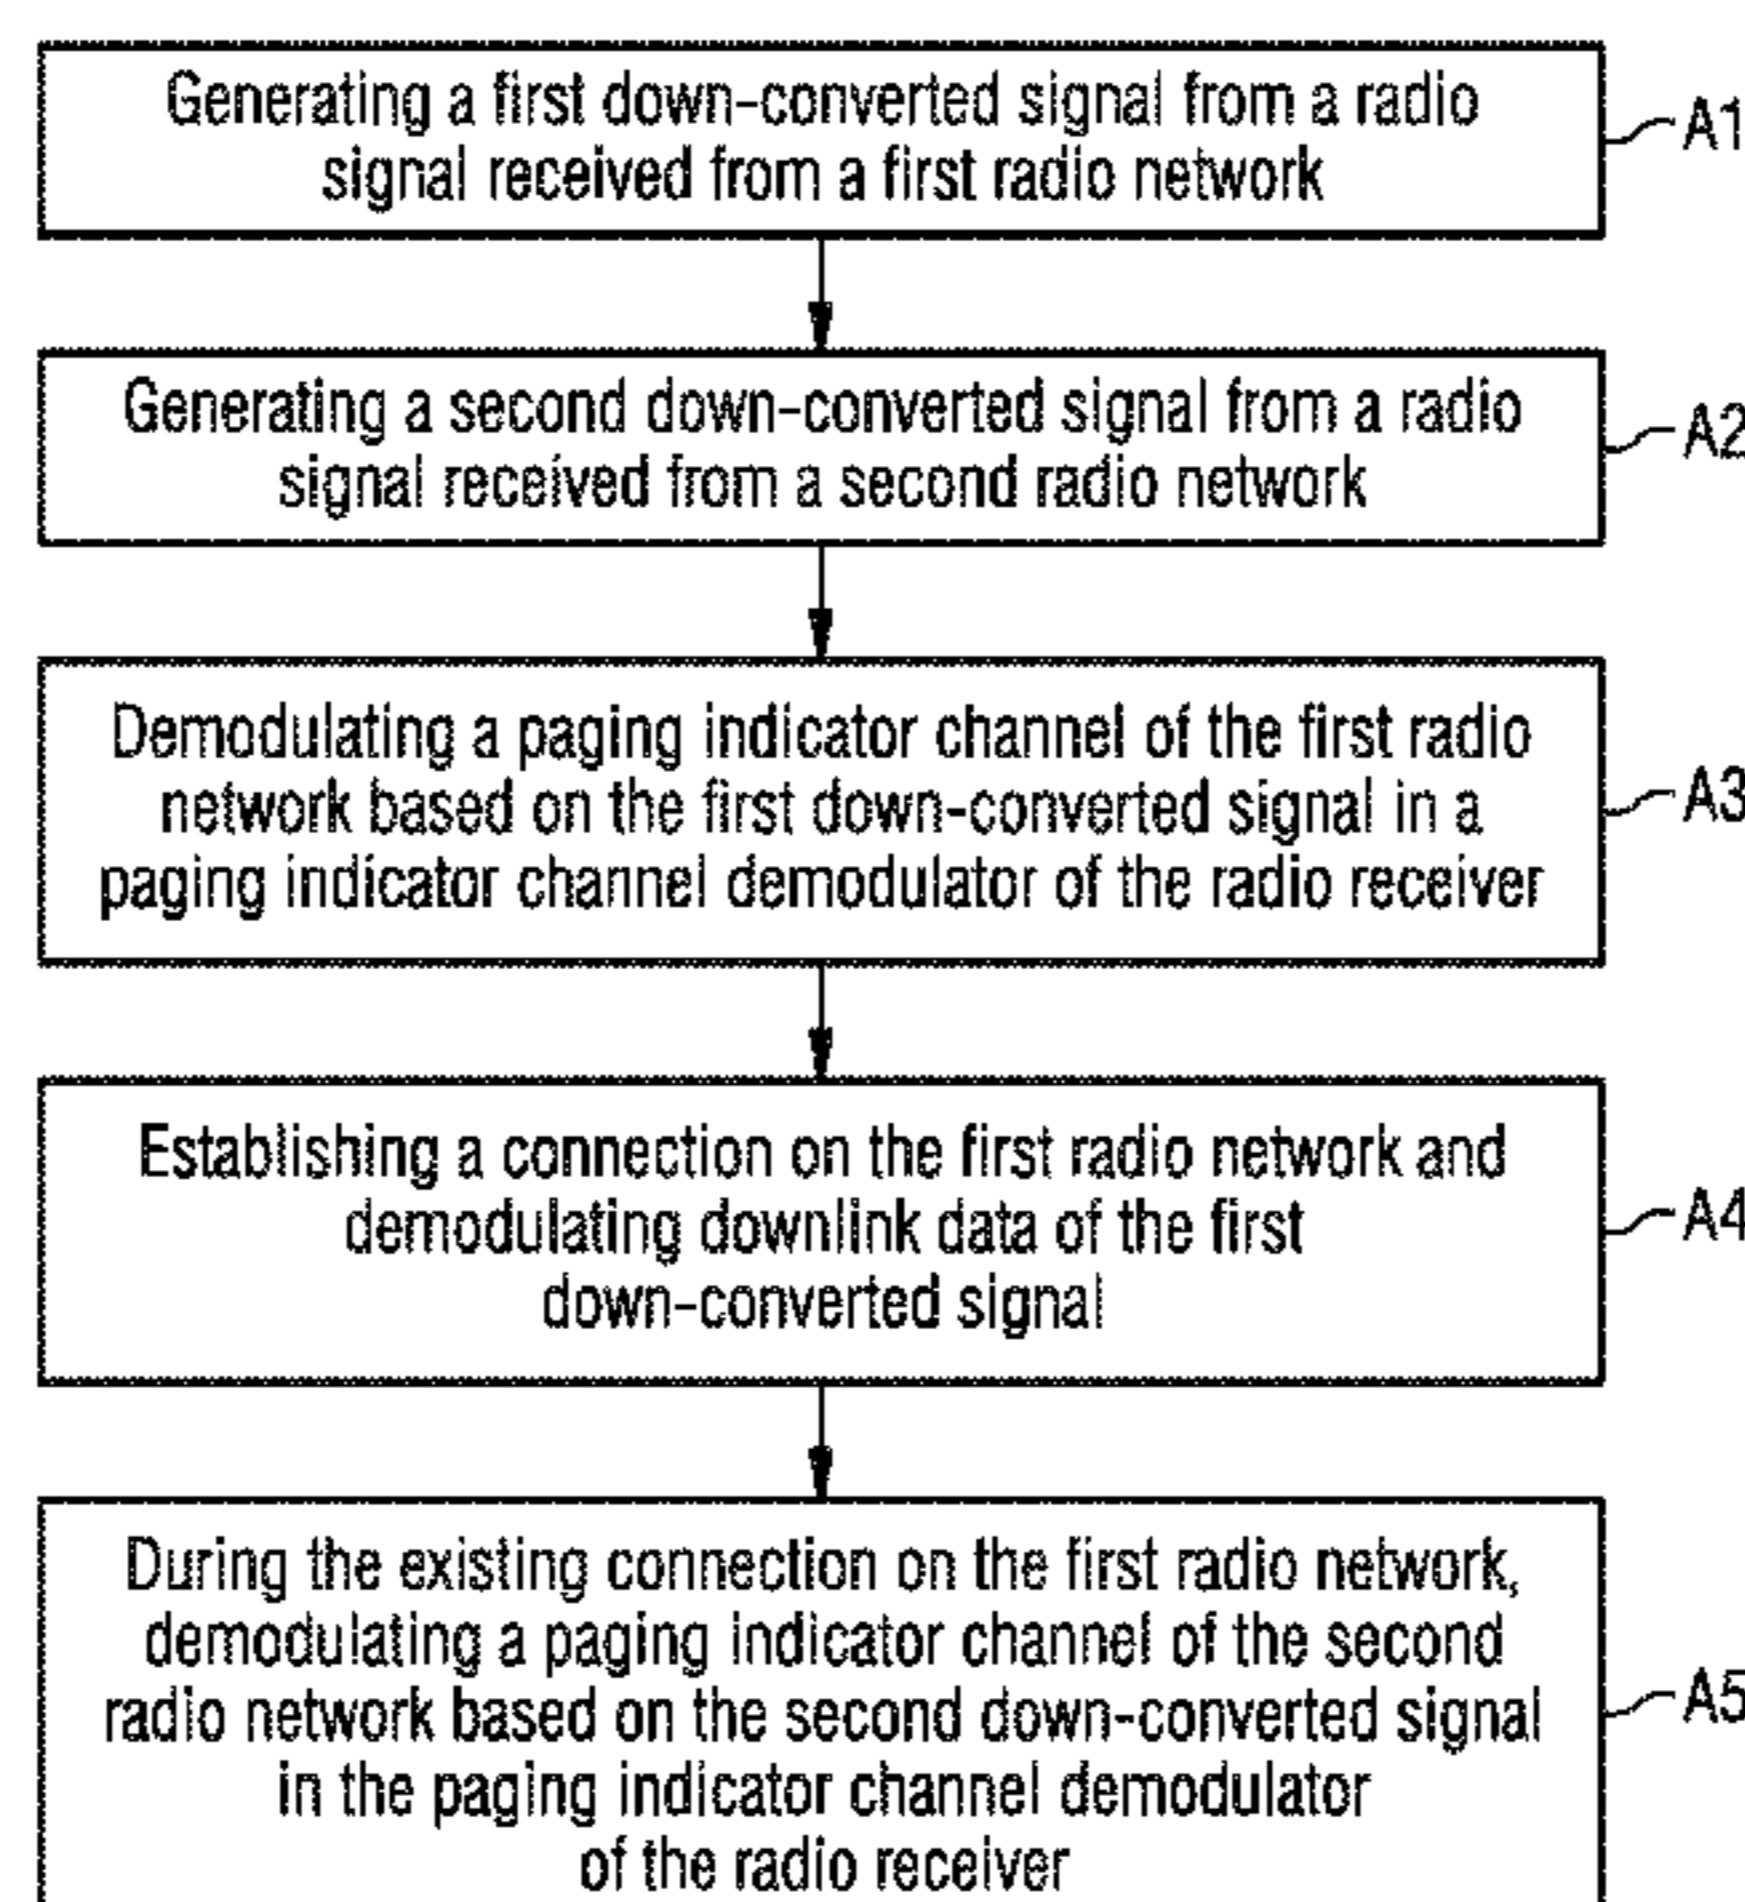 Generating a first down-converted signal from a radio
signal received from a first radio network
A1
Generating a second down-converted signal from a radio
signal received from a second radio network
A2
Demodulating a paging indicator channel of the first radio
network based on the first down-converted signal in a
paging indicator channel demodulator of the radio receiver
A3
Establishing a connection on the first radio network and
demodulating downlink data of the first
down-converted signal
A4
During the existing connection on the first radio network,
demodulating a paging indicator channel of the second
radio network based on the second down-converted signal
in the paging indicator channel demodulator
of the radio receiver
A5